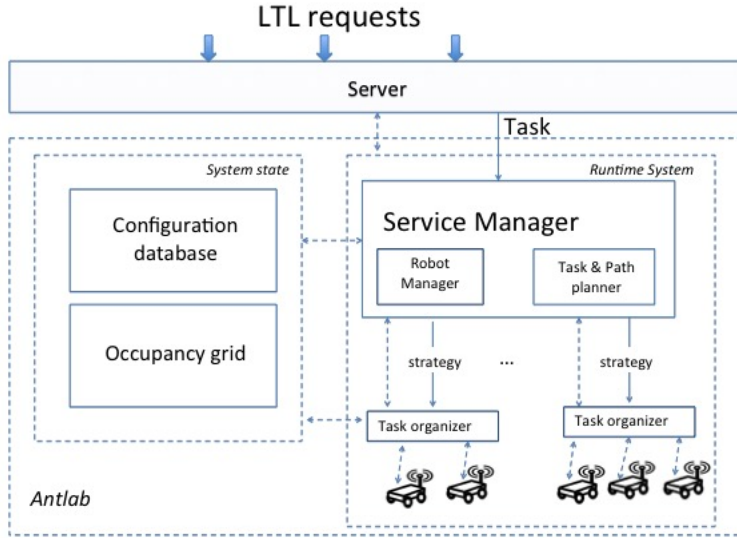 LTL requests
Server
Task
System state
Runtime System
Configuration
database
Service Manager
Robot
Manager
Task & Path
planner
Occupancy grid
strategy
...
strategy
Task organizer
Task organizer
Antlab